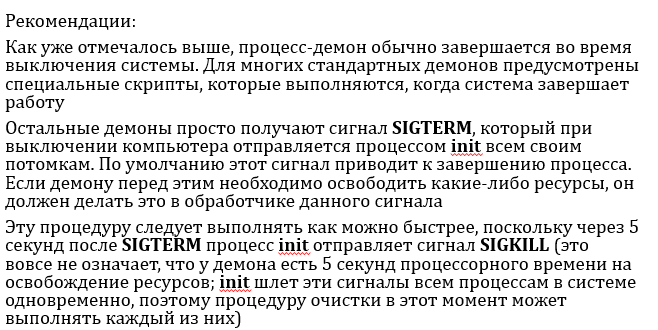 Рекомендации:
Как уже отмечалось выше, процесс-демон обычно завершается во время
выключения системы. Для многих стандартных демонов предусмотрены
специальные скрипты, которые выполняются, когда система завершает
работу
Остальные демоны просто получают сигнал SIGTERM, который при
выключении компьютера отправляется процессом init всем своим
потомкам. По умолчанию этот сигнал приводит к завершению процесса.
Если демону перед этим необходимо освободить какие-либо ресурсы, он
должен делать это в обработчике данного сигнала
Эту процедуру следует выполнять как можно быстрее, поскольку через 5
секунд после SIGTERM процесс init отправляет сигнал SIGKILL (это
вовсе не означает, что у демона есть 5 секунд процессорного времени на
освобождение ресурсов; init шлет эти сигналы всем процессам в системе
одновременно, поэтому процедуру очистки в этот момент может
выполнять каждый из них)